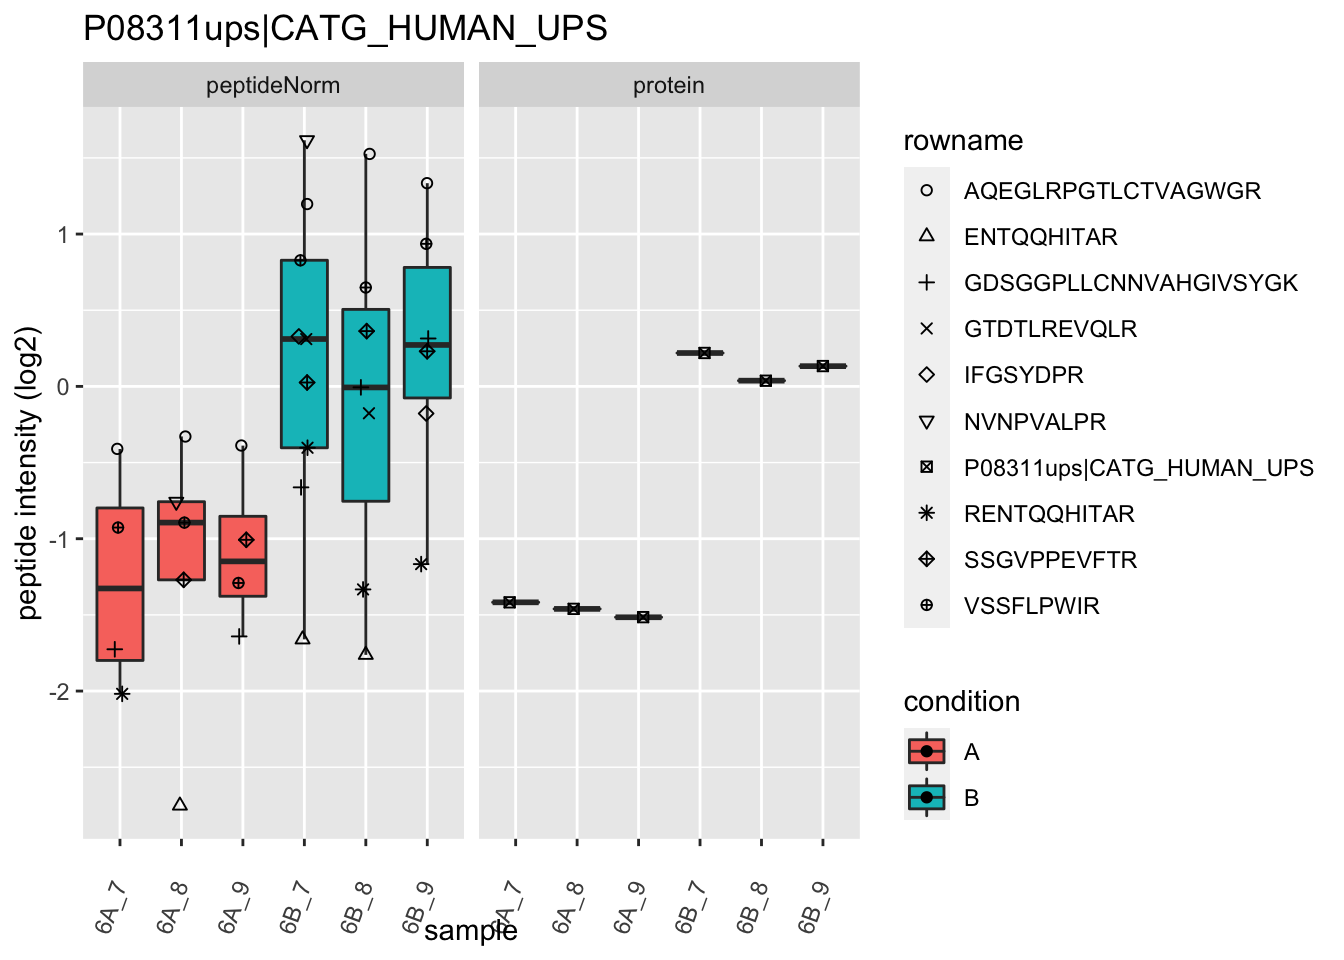 P08311ups|CATG_HUMAN_UPS
peptideNorm
protein
peptide intensity (log2)
1
0
-1
-2
6A_7
6A_8
6A_9
6B_7
6B_8
6B_9
6A_7
6A_8
6A_9
6B_7
6B_8
6B_9
sample
rowname
AQEGLRPGTLCTVAGWGR
ENTQQHITAR
GDSGGPLLCNNVAHGIVSYGK
GTDTLREVQLR
IFGSYDPR
NVNPVALPR
P08311ups|CATG_HUMAN_UPS
RENTQQHITAR
SSGVPPEVFTR
VSSFLPWIR
condition
A
B